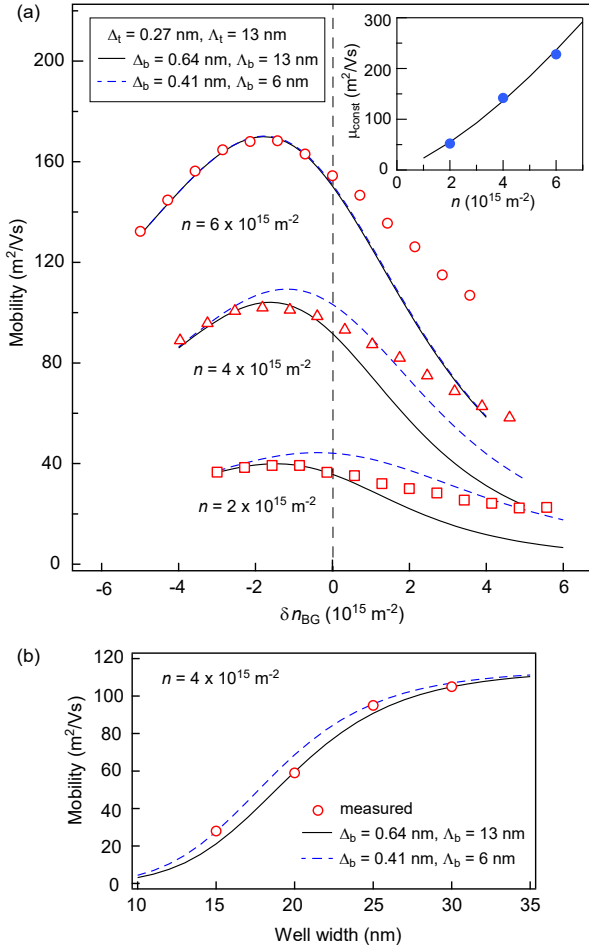 (a)
Δt = 0.27 nm, Λt = 13 nm
Δb = 0.64 nm, Λb = 13 nm
Δb = 0.41 nm, Λb = 6 nm
Mobility (m²/Vs)
200
160
120
80
40
0
n = 6 x 10¹⁵ m⁻²
n = 4 x 10¹⁵ m⁻²
n = 2 x 10¹⁵ m⁻²
-6 -4 -2 0 2 4 6
δnBG (10¹⁵ m⁻²)
μconst (m²/Vs)
300
200
100
0
0 2 4 6
n (10¹⁵ m⁻²)
(b)
n = 4 x 10¹⁵ m⁻²
Mobility (m²/Vs)
120
100
80
60
40
20
0
measured
Δb = 0.64 nm, Λb = 13 nm
Δb = 0.41 nm, Λb = 6 nm
10 15 20 25 30 35
Well width (nm)